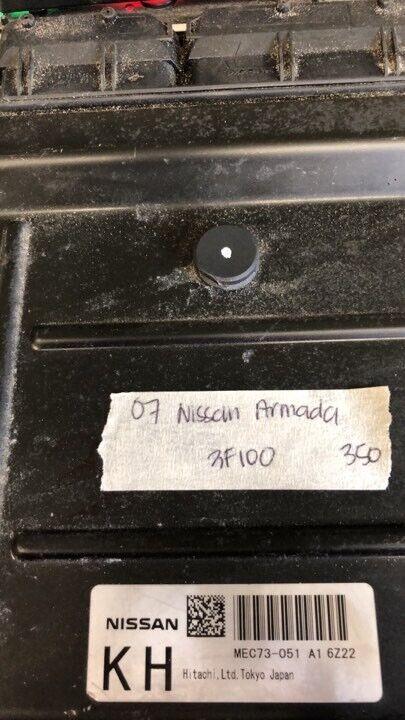 07 Nissan Armada
3F100 350
NISSAN
MEC73-051 A1 6Z22
KH
Hitachi,Ltd.Tokyo Japan